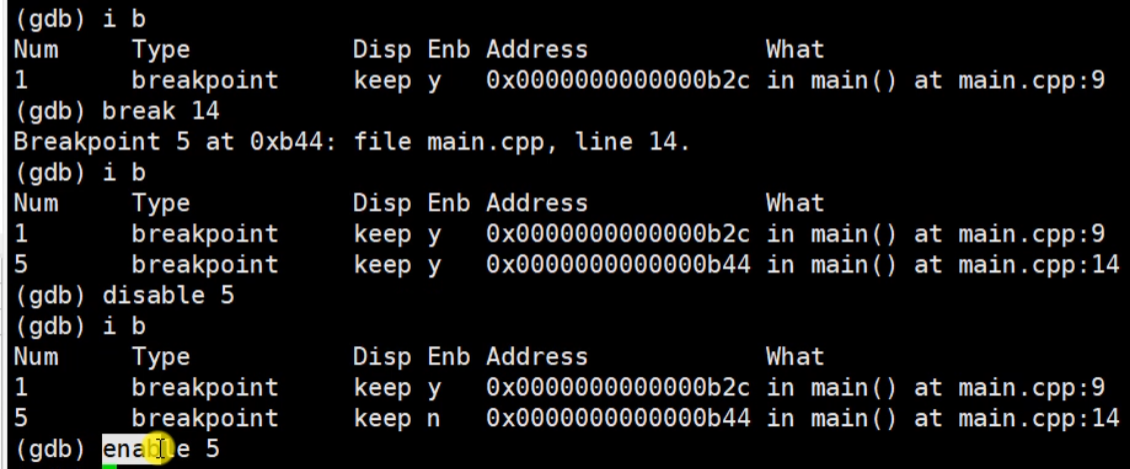 (gdb) i b
Num     Type           Disp Enb Address            What
1       breakpoint     keep y   0x0000000000000b2c in main() at main.cpp:9
(gdb) break 14
Breakpoint 5 at 0xb44: file main.cpp, line 14.
(gdb) i b
Num     Type           Disp Enb Address            What
1       breakpoint     keep y   0x0000000000000b2c in main() at main.cpp:9
5       breakpoint     keep y   0x0000000000000b44 in main() at main.cpp:14
(gdb) disable 5
(gdb) i b
Num     Type           Disp Enb Address            What
1       breakpoint     keep y   0x0000000000000b2c in main() at main.cpp:9
5       breakpoint     keep n   0x0000000000000b44 in main() at main.cpp:14
(gdb) enable 5